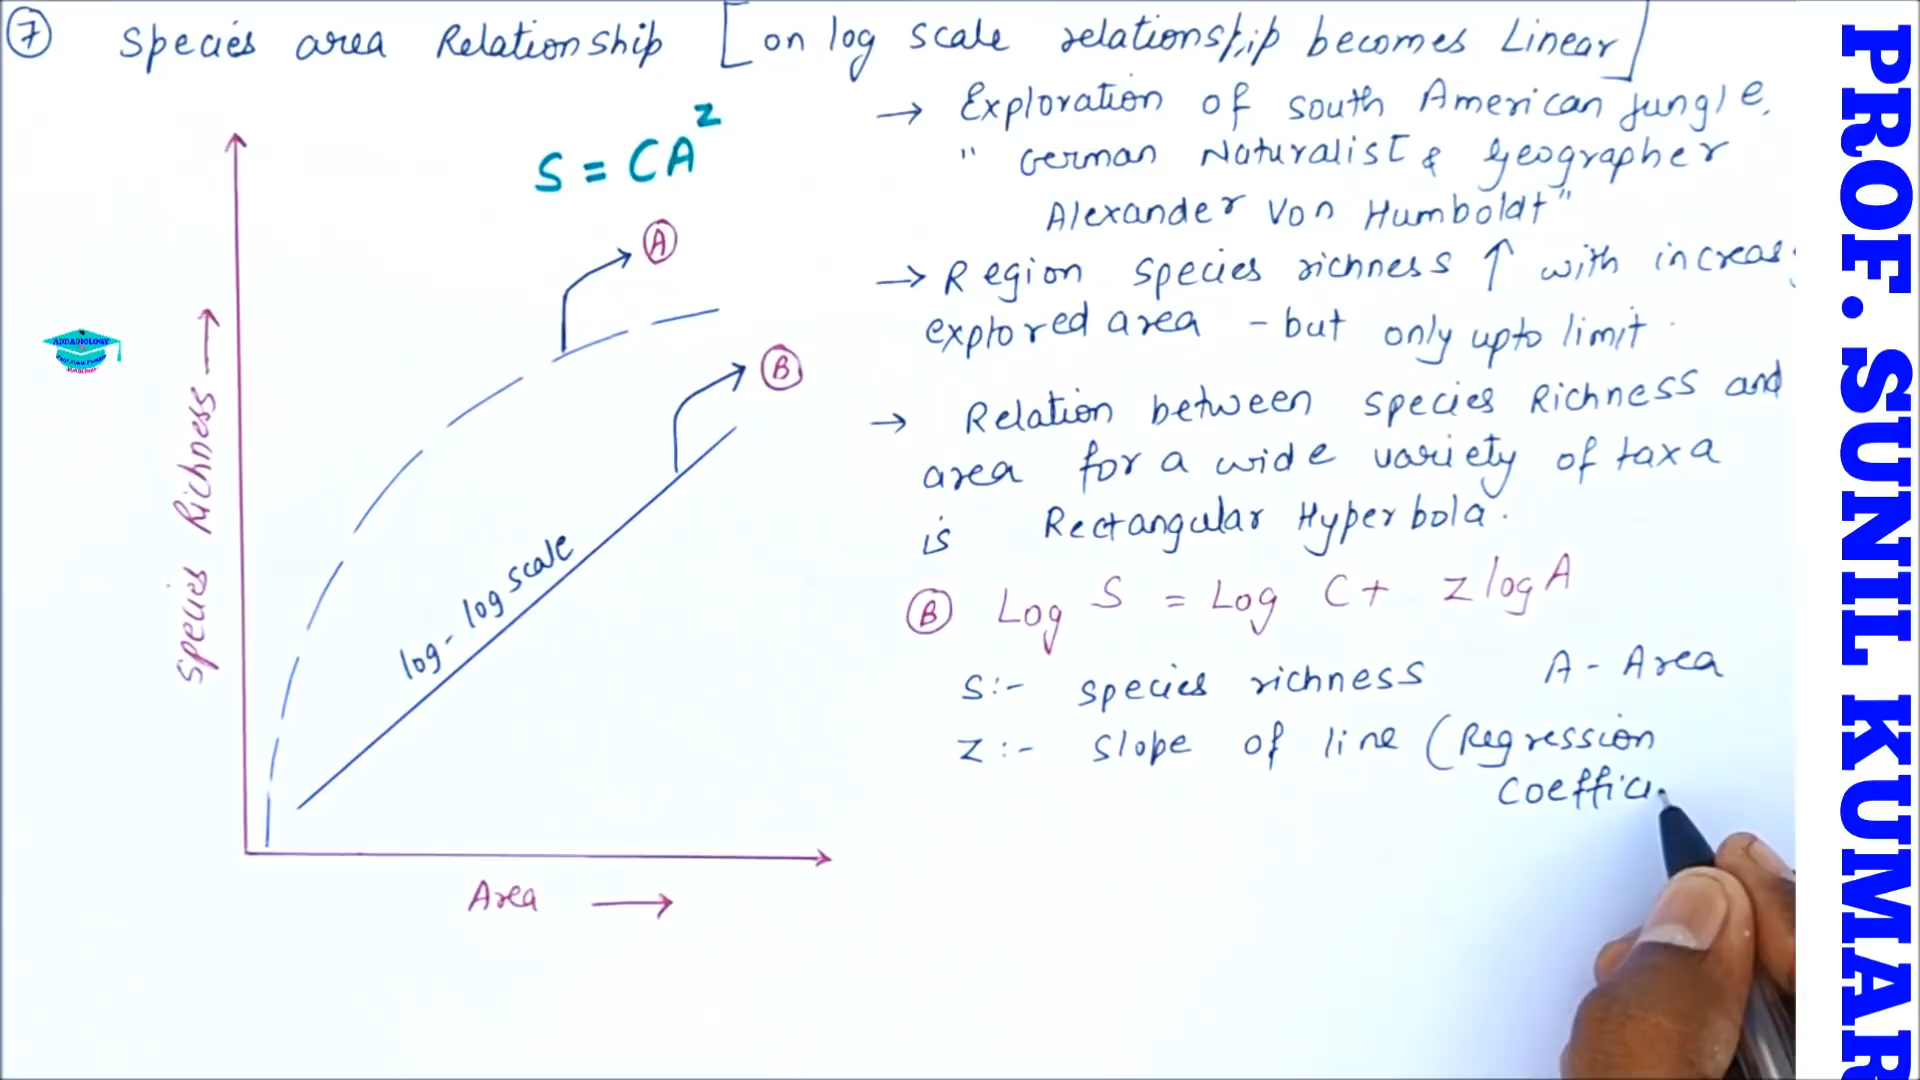 7 Species area Relationship [on log scale relationship becomes Linear]
→ Exploration of south American jungle.
" German Naturalist & Geographer
Alexander Von Humboldt"
→ Region species richness ↑ with increas
explored area - but only upto limit
→ Relation between species Richness and
area for a wide variety of taxa
is Rectangular Hyperbola.
B Log S = Log C + Z log A
S:- species richness A - Area
Z:- slope of line (Regression
coeffici
S = CA^Z
A
B
log - log scale
Species Richness →
Area →
ADDABIOLOGY
PROF. SUNIL KUMAR